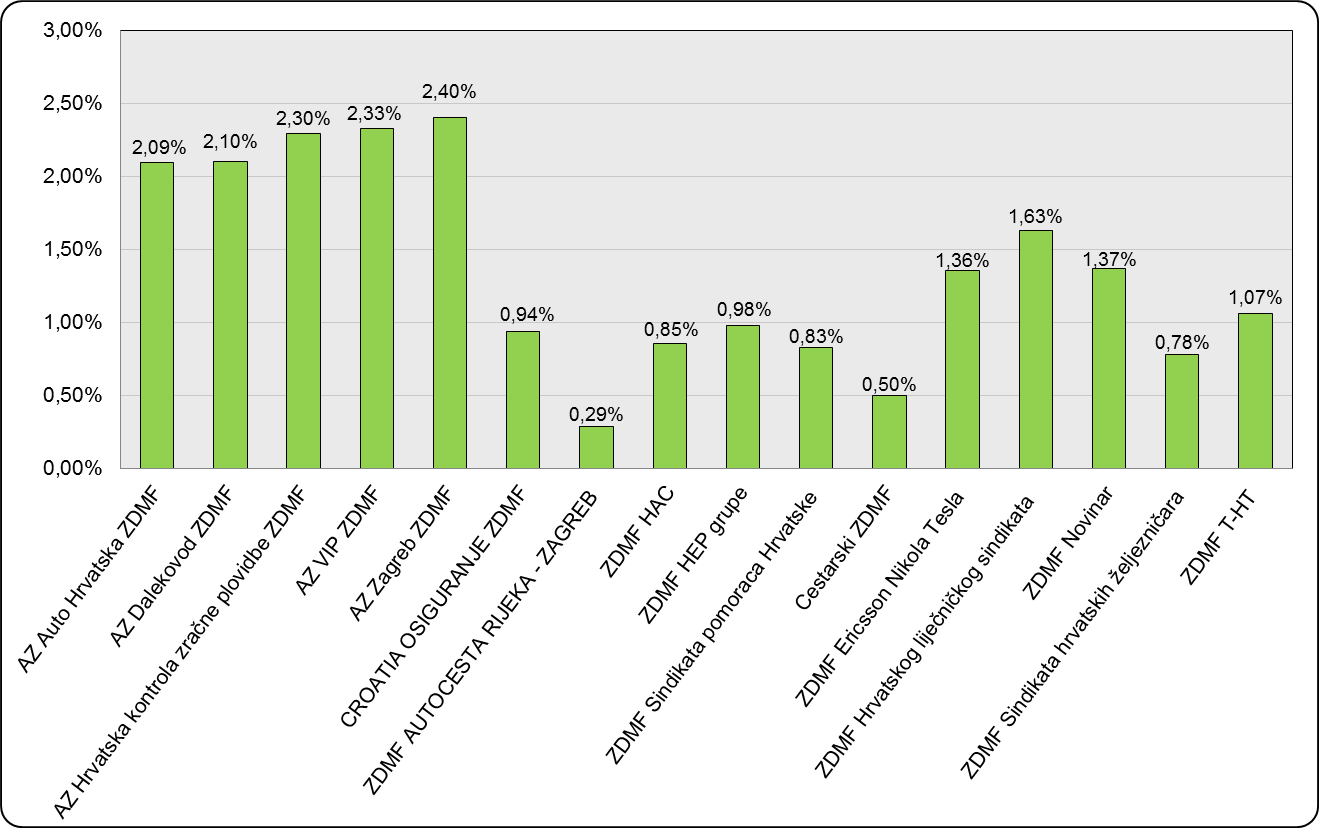 3,00%
2,50%
2,00%
1,50%
1,00%
0,50%
0,00%
2,09%
2,10%
2,30%
2,33%
2,40%
0,94%
0,29%
0,85%
0,98%
0,83%
0,50%
1,36%
1,63%
1,37%
0,78%
1,07%
AZ Auto Hrvatska ZDMF
AZ Dalekovod ZDMF
AZ Hrvatska kontrola zračne plovidbe ZDMF
AZ VIP ZDMF
AZ Zagreb ZDMF
CROATIA OSIGURANJE ZDMF
ZDMF AUTOCESTA RIJEKA - ZAGREB
ZDMF HAC
ZDMF HEP grupe
ZDMF Sindikata pomoraca Hrvatske
Cestarski ZDMF
ZDMF Ericsson Nikola Tesla
ZDMF Hrvatskog liječničkog sindikata
ZDMF Novinar
ZDMF Sindikata hrvatskih željezničara
ZDMF T-HT